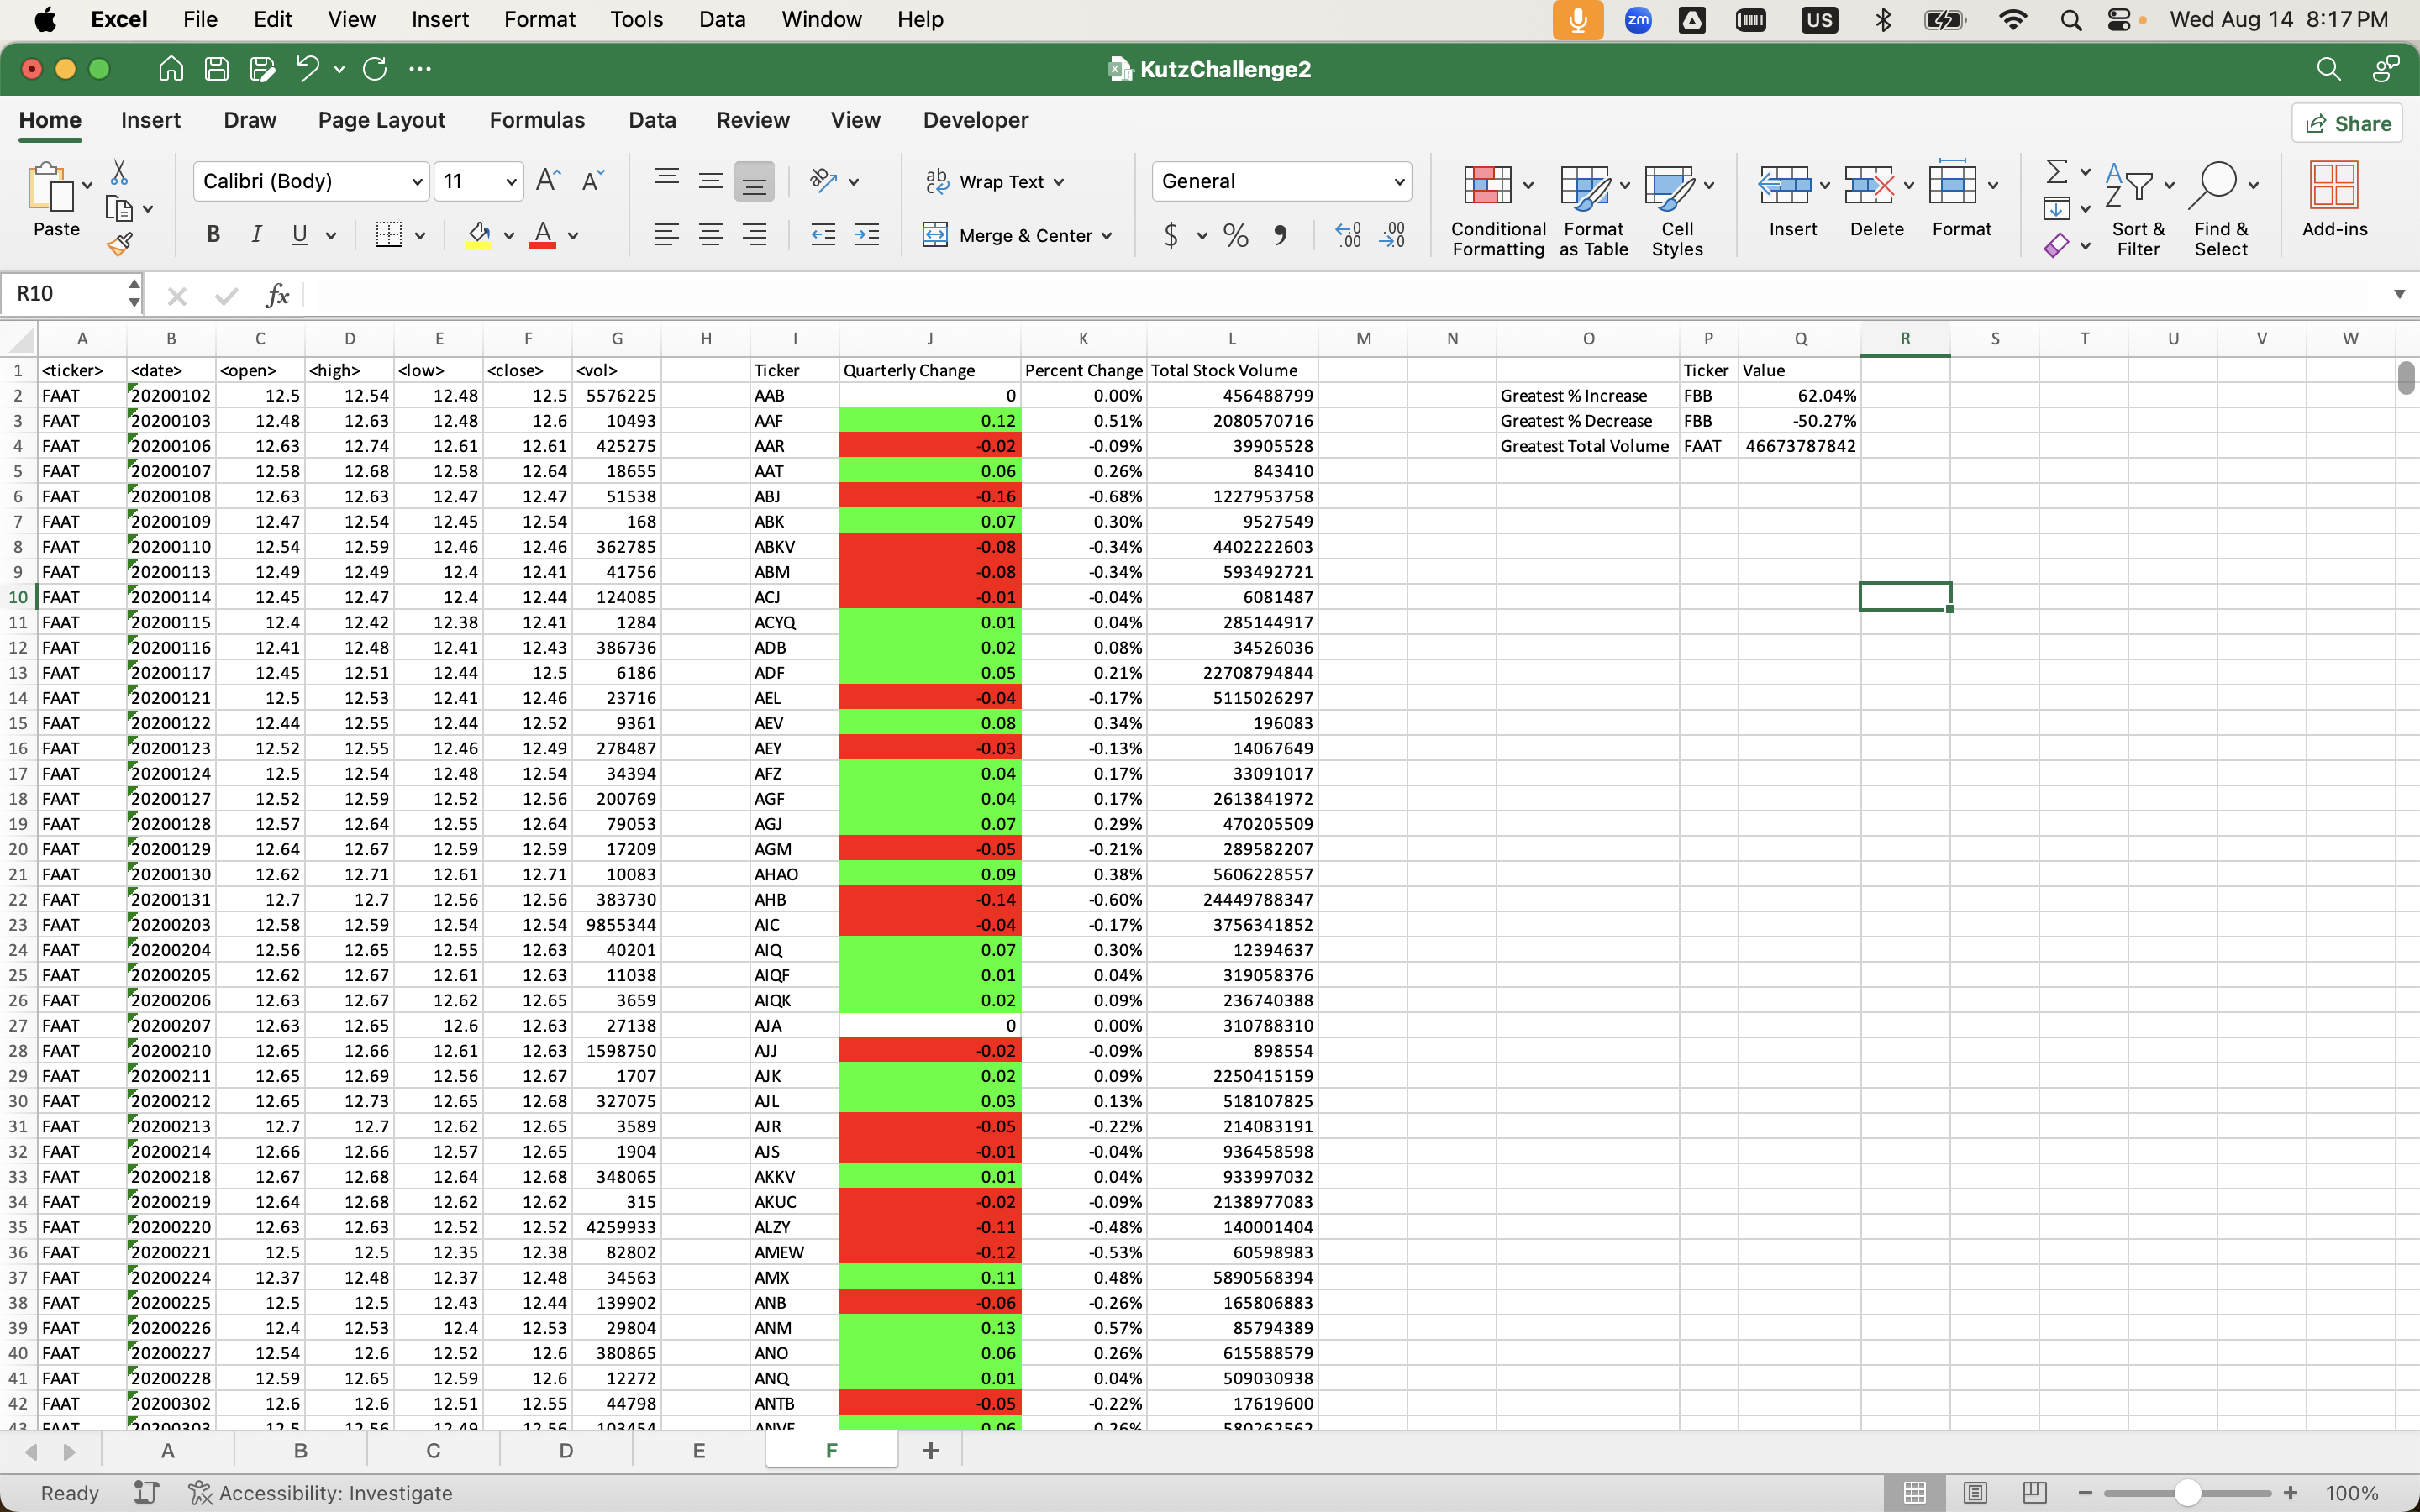 Excel File Edit View Insert Format Tools Data Window Help zm US Wed Aug 14 8:17 PM
KutzChallenge2
Home Insert Draw Page Layout Formulas Data Review View Developer Share
Paste Calibri (Body) 11 Wrap Text General Conditional Formatting Format as Table Cell Styles Insert Delete Format Sort & Filter Find & Select Add-ins
B I U A Merge & Center $ % 9 .00
R10 fx
A B C D E F G H I J K L M N O P Q R S T U V W
1 <ticker> <date> <open> <high> <low> <close> <vol> Ticker Quarterly Change Percent Change Total Stock Volume Ticker Value
2 FAAT 20200102 12.5 12.54 12.48 12.5 5576225 AAB 0 0.00% 456488799 Greatest % Increase FBB 62.04%
3 FAAT 20200103 12.48 12.63 12.48 12.6 10493 AAF 0.12 0.51% 2080570716 Greatest % Decrease FBB -50.27%
4 FAAT 20200106 12.63 12.74 12.61 12.61 425275 AAR -0.02 -0.09% 39905528 Greatest Total Volume FAAT 46673787842
5 FAAT 20200107 12.58 12.68 12.58 12.64 18655 AAT 0.06 0.26% 843410
6 FAAT 20200108 12.63 12.63 12.47 12.47 51538 ABJ -0.16 -0.68% 1227953758
7 FAAT 20200109 12.47 12.54 12.45 12.54 168 ABK 0.07 0.30% 9527549
8 FAAT 20200110 12.54 12.59 12.46 12.46 362785 ABKV -0.08 -0.34% 4402222603
9 FAAT 20200113 12.49 12.49 12.4 12.41 41756 ABM -0.08 -0.34% 593492721
10 FAAT 20200114 12.45 12.47 12.4 12.44 124085 ACJ -0.01 -0.04% 6081487
11 FAAT 20200115 12.4 12.42 12.38 12.41 1284 ACYQ 0.01 0.04% 285144917
12 FAAT 20200116 12.41 12.48 12.41 12.43 386736 ADB 0.02 0.08% 34526036
13 FAAT 20200117 12.45 12.51 12.44 12.5 6186 ADF 0.05 0.21% 22708794844
14 FAAT 20200121 12.5 12.53 12.41 12.46 23716 AEL -0.04 -0.17% 5115026297
15 FAAT 20200122 12.44 12.55 12.44 12.52 9361 AEV 0.08 0.34% 196083
16 FAAT 20200123 12.52 12.55 12.46 12.49 278487 AEY -0.03 -0.13% 14067649
17 FAAT 20200124 12.5 12.54 12.48 12.54 34394 AFZ 0.04 0.17% 33091017
18 FAAT 20200127 12.52 12.59 12.52 12.56 200769 AGF 0.04 0.17% 2613841972
19 FAAT 20200128 12.57 12.64 12.55 12.64 79053 AGJ 0.07 0.29% 470205509
20 FAAT 20200129 12.64 12.67 12.59 12.59 17209 AGM -0.05 -0.21% 289582207
21 FAAT 20200130 12.62 12.71 12.61 12.71 10083 AHAO 0.09 0.38% 5606228557
22 FAAT 20200131 12.7 12.7 12.56 12.56 383730 AHB -0.14 -0.60% 24449788347
23 FAAT 20200203 12.58 12.59 12.54 12.54 9855344 AIC -0.04 -0.17% 3756341852
24 FAAT 20200204 12.56 12.65 12.55 12.63 40201 AIQ 0.07 0.30% 12394637
25 FAAT 20200205 12.62 12.67 12.61 12.63 11038 AIQF 0.01 0.04% 319058376
26 FAAT 20200206 12.63 12.67 12.62 12.65 3659 AIQK 0.02 0.09% 236740388
27 FAAT 20200207 12.63 12.65 12.6 12.63 27138 AJA 0 0.00% 310788310
28 FAAT 20200210 12.65 12.66 12.61 12.63 1598750 AJJ -0.02 -0.09% 898554
29 FAAT 20200211 12.65 12.69 12.56 12.67 1707 AJK 0.02 0.09% 2250415159
30 FAAT 20200212 12.65 12.73 12.65 12.68 327075 AJL 0.03 0.13% 518107825
31 FAAT 20200213 12.7 12.7 12.62 12.65 3589 AJR -0.05 -0.22% 214083191
32 FAAT 20200214 12.66 12.66 12.57 12.65 1904 AJS -0.01 -0.04% 936458598
33 FAAT 20200218 12.67 12.68 12.64 12.68 348065 AKKV 0.01 0.04% 933997032
34 FAAT 20200219 12.64 12.68 12.62 12.62 315 AKUC -0.02 -0.09% 2138977083
35 FAAT 20200220 12.63 12.63 12.52 12.52 4259933 ALZY -0.11 -0.48% 140001404
36 FAAT 20200221 12.5 12.5 12.35 12.38 82802 AMEW -0.12 -0.53% 60598983
37 FAAT 20200224 12.37 12.48 12.37 12.48 34563 AMX 0.11 0.48% 5890568394
38 FAAT 20200225 12.5 12.5 12.43 12.44 139902 ANB -0.06 -0.26% 165806883
39 FAAT 20200226 12.4 12.53 12.4 12.53 29804 ANM 0.13 0.57% 85794389
40 FAAT 20200227 12.54 12.6 12.52 12.6 380865 ANO 0.06 0.26% 615588579
41 FAAT 20200228 12.59 12.65 12.59 12.6 12272 ANQ 0.01 0.04% 509030938
42 FAAT 20200302 12.6 12.6 12.51 12.55 44798 ANTB -0.05 -0.22% 17619600
43 FAAT 20200303 12.5 12.56 12.49 12.56 103454 0.06 0.26% 580262562
A B C D E F +
Ready Accessibility: Investigate 100%